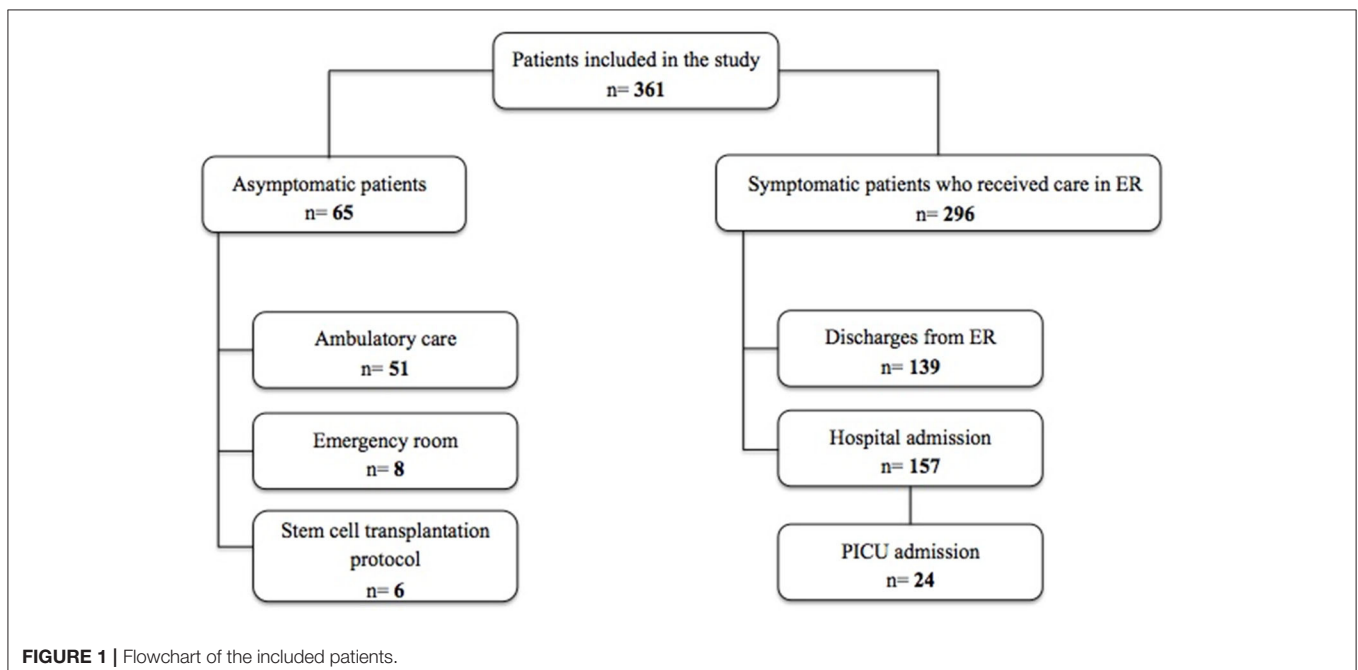 Patients included in the study
n= 361
Asymptomatic patients
n= 65
Symptomatic patients who received care in ER
n= 296
Ambulatory care
n= 51
Emergency room
n= 8
Stem cell transplantation
protocol
n= 6
Discharges from ER
n= 139
Hospital admission
n= 157
PICU admission
n= 24
FIGURE 1 | Flowchart of the included patients.